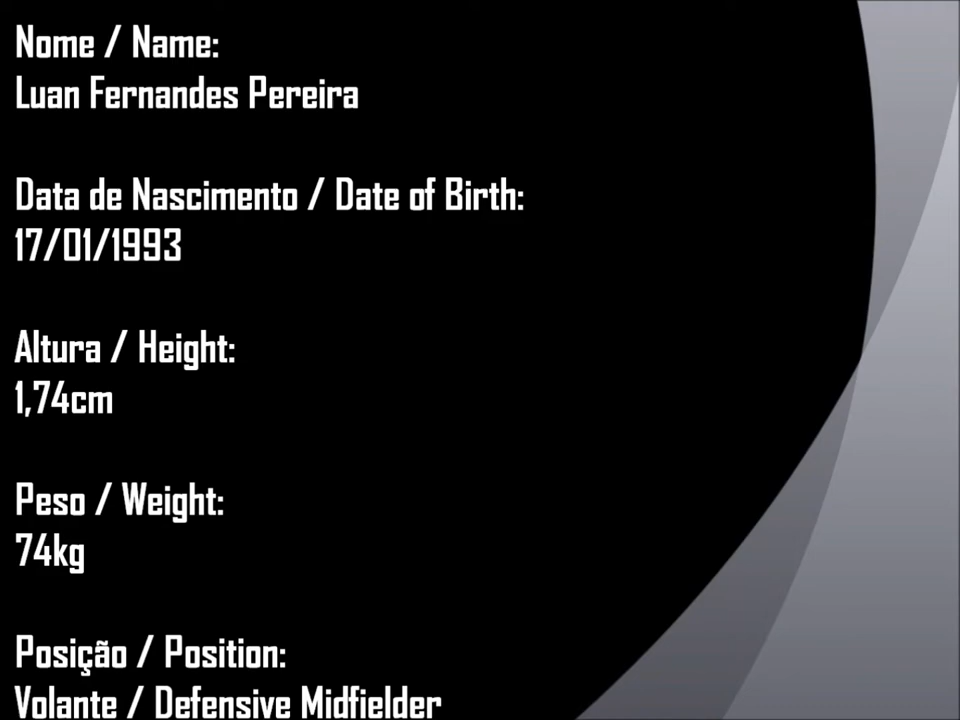 Nome / Name:
Luan Fernandes Pereira
Data de Nascimento / Date of Birth:
17/01/1993
Altura / Height:
1,74cm
Peso / Weight:
74kg
Posição / Position:
Volante / Defensive Midfielder